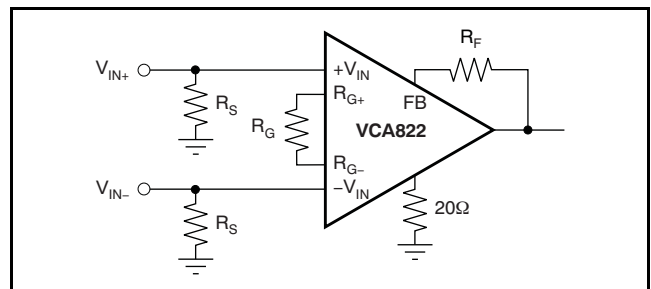 R_F
V_IN+
+V_IN
R_S
R_G+
FB
R_G
VCA822
R_G−
V_IN−
−V_IN
R_S
20Ω